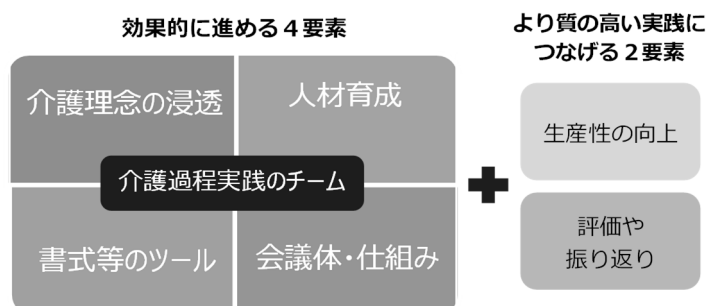 効果的に進める４要素
より質の高い実践に
つなげる２要素
介護理念の浸透
人材育成
介護過程実践のチーム
書式等のツール
会議体・仕組み
生産性の向上
評価や
振り返り